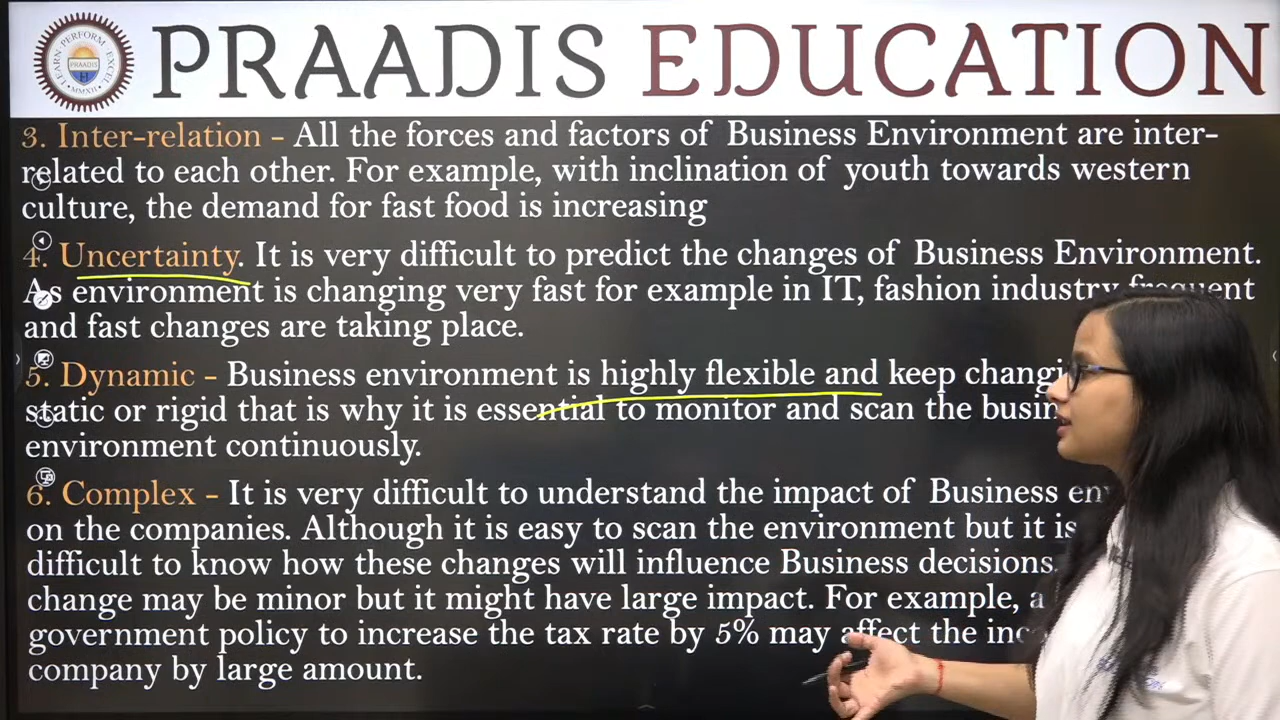 LEARN · PERFORM · EXCEL
PRAADIS
MMXII
PRAADIS EDUCATION
3. Inter-relation - All the forces and factors of Business Environment are inter-
related to each other. For example, with inclination of youth towards western
culture, the demand for fast food is increasing
4. Uncertainty. It is very difficult to predict the changes of Business Environment.
As environment is changing very fast for example in IT, fashion industry frequent
and fast changes are taking place.
5. Dynamic - Business environment is highly flexible and keep changi
static or rigid that is why it is essential to monitor and scan the busin
environment continuously.
6. Complex - It is very difficult to understand the impact of Business en
on the companies. Although it is easy to scan the environment but it is
difficult to know how these changes will influence Business decisions.
change may be minor but it might have large impact. For example, a
government policy to increase the tax rate by 5% may affect the inc
company by large amount.